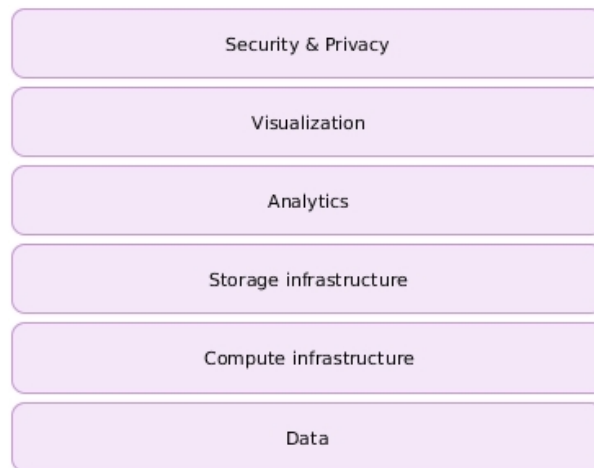 Security & Privacy
Visualization
Analytics
Storage infrastructure
Compute infrastructure
Data